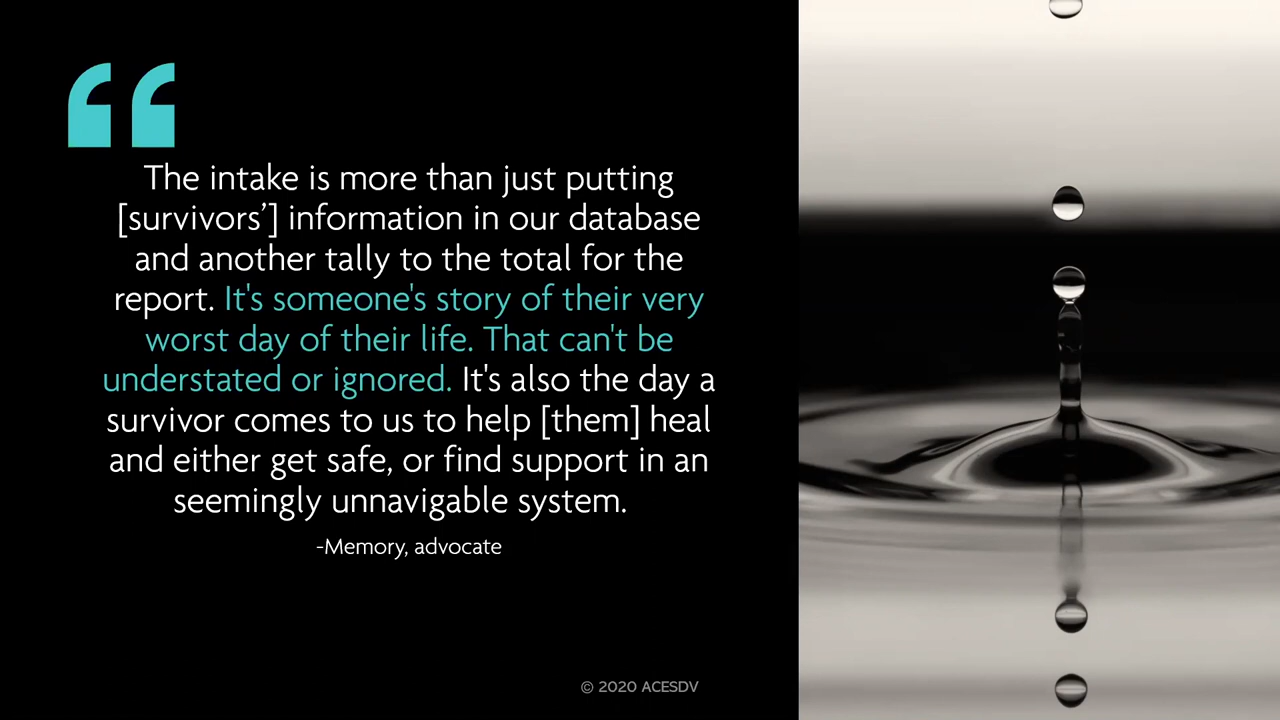 “
The intake is more than just putting
[survivors’] information in our database
and another tally to the total for the
report. It's someone's story of their very
worst day of their life. That can't be
understated or ignored. It's also the day a
survivor comes to us to help [them] heal
and either get safe, or find support in an
seemingly unnavigable system.
-Memory, advocate
© 2020 ACESDV